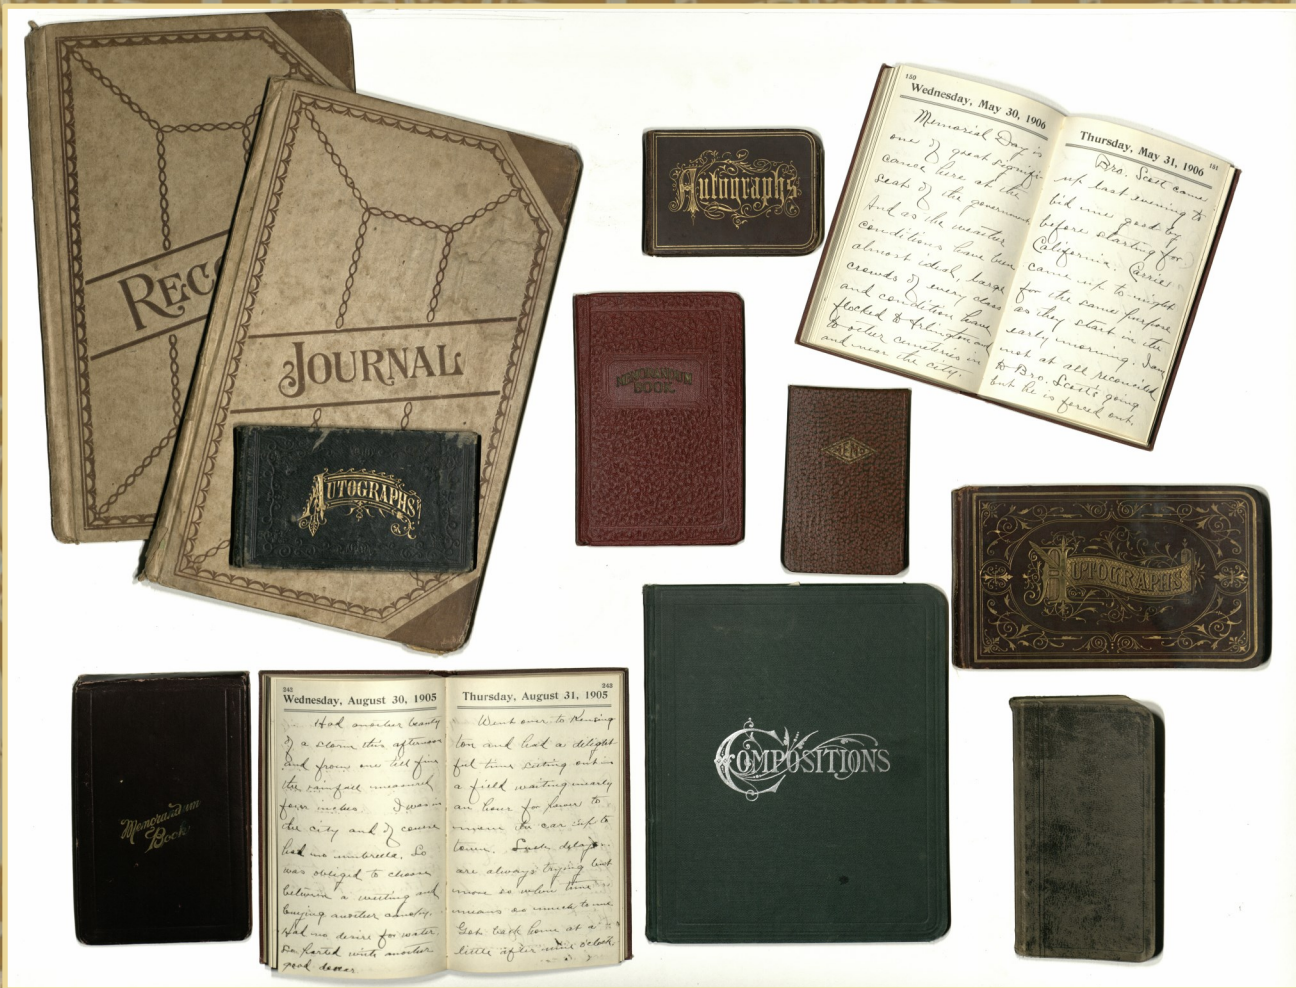 REC
JOURNAL
AUTOGRAPHS
Autographs
150
Wednesday, May 30, 1906
Memorial Day is
one of great signifi-
cance here at the
seat of the government
And as the weather
conditions have been
almost ideal, large
crowds of every class
and condition have
flocked to Arlington and
to other cemeteries in
and near the city.
Thursday, May 31, 1906
151
Bro. Scott came
up last evening to
bid me good by
before starting for
California. Carrie
came up to-night
for the same purpose
as they start in the
early morning. I am
not at all reconciled
to Bro. Scott's going
but he is forced out.
MEMORANDUM
BOOK
AUTOGRAPHS
Memorandum
Book
242
Wednesday, August 30, 1905
Had another beauty
of a storm this afternoon
and from one till five
the rainfall measured
four inches. I was in
the city and of course
had no umbrella. So
was obliged to choose
between a wetting and
buying another
Had no desire for water
So parted with another
good
243
Thursday, August 31, 1905
Went over to Kensing
ton and had a delight
ful time sitting out in
a field waiting nearly
an hour for power to
move the car up to
town. Such delays
are always trying but
more so when time
means so much to me
Got back home at a
little after nine o'clock
COMPOSITIONS